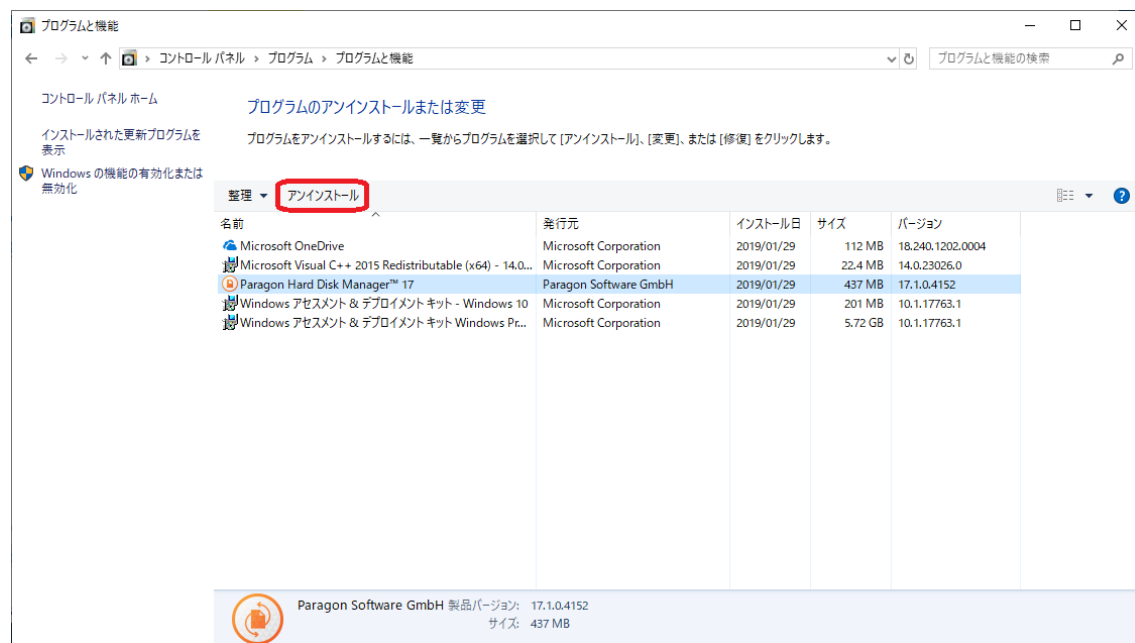 プログラムと機能
コントロール パネル › プログラム › プログラムと機能
プログラムと機能の検索
コントロール パネル ホーム
インストールされた更新プログラムを
表示
Windows の機能の有効化または
無効化
プログラムのアンインストールまたは変更
プログラムをアンインストールするには、一覧からプログラムを選択して [アンインストール]、[変更]、または [修復] をクリックします。
整理 アンインストール
名前 発行元 インストール日 サイズ バージョン
Microsoft OneDrive Microsoft Corporation 2019/01/29 112 MB 18.240.1202.0004
Microsoft Visual C++ 2015 Redistributable (x64) - 14.0... Microsoft Corporation 2019/01/29 22.4 MB 14.0.23026.0
Paragon Hard Disk Manager™ 17 Paragon Software GmbH 2019/01/29 437 MB 17.1.0.4152
Windows アセスメント & デプロイメント キット - Windows 10 Microsoft Corporation 2019/01/29 201 MB 10.1.17763.1
Windows アセスメント & デプロイメント キット Windows Pr... Microsoft Corporation 2019/01/29 5.72 GB 10.1.17763.1
Paragon Software GmbH 製品バージョン: 17.1.0.4152
サイズ: 437 MB